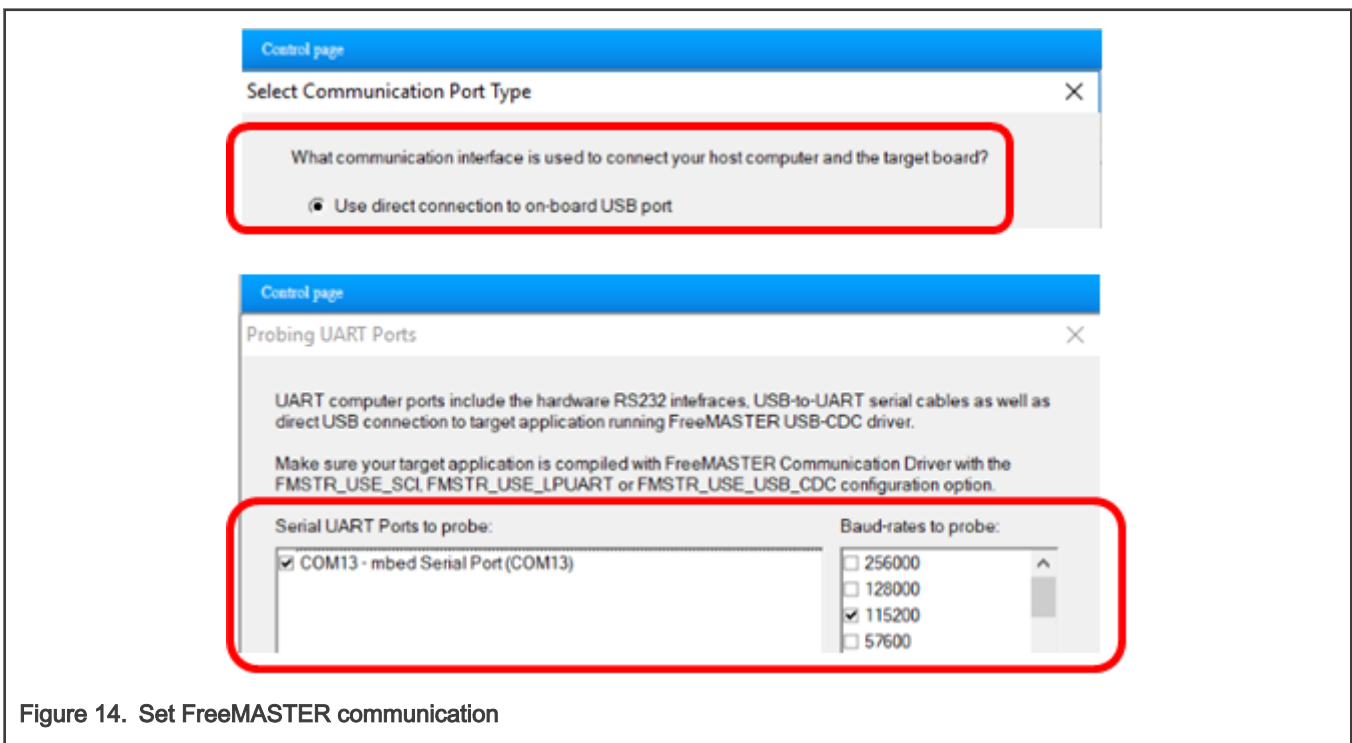 Control page
Select Communication Port Type
What communication interface is used to connect your host computer and the target board?
Use direct connection to on-board USB port
Control page
Probing UART Ports
UART computer ports include the hardware RS232 intefraces, USB-to-UART serial cables as well as
direct USB connection to target application running FreeMASTER USB-CDC driver.
Make sure your target application is compiled with FreeMASTER Communication Driver with the
FMSTR_USE_SCI, FMSTR_USE_LPUART or FMSTR_USE_USB_CDC configuration option.
Serial UART Ports to probe:
Baud-rates to probe:
COM13 - mbed Serial Port (COM13)
256000
128000
115200
57600
Figure 14. Set FreeMASTER communication